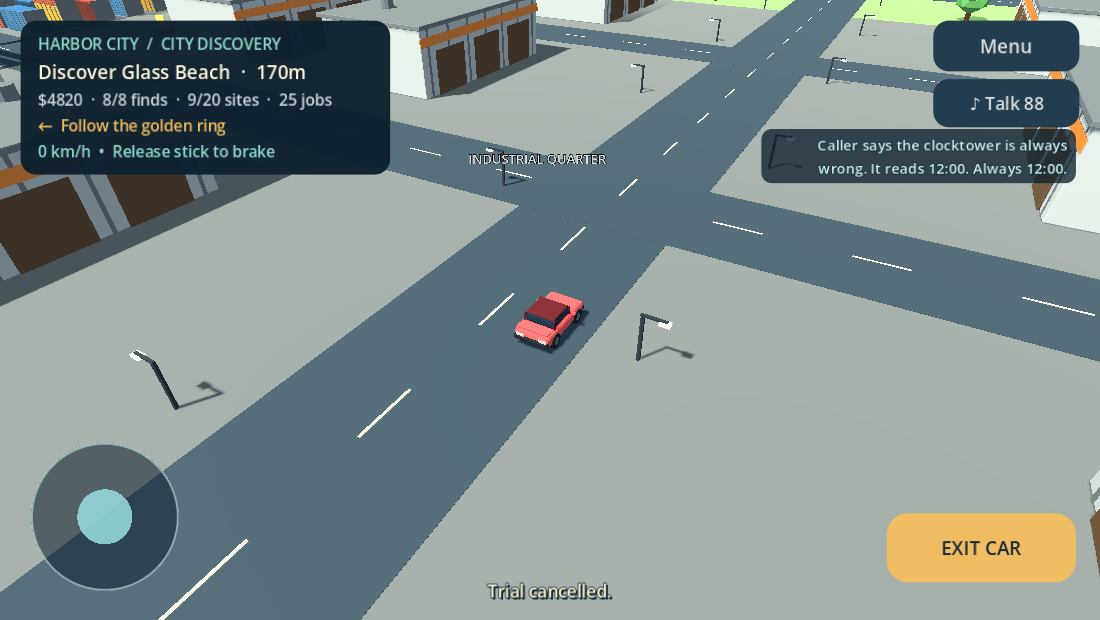 HARBOR CITY / CITY DISCOVERY
Discover Glass Beach · 170m
$4820 · 8/8 finds · 9/20 sites · 25 jobs
← Follow the golden ring
0 km/h • Release stick to brake
Menu
♪ Talk 88
Caller says the clocktower is always
wrong. It reads 12:00. Always 12:00.
INDUSTRIAL QUARTER
EXIT CAR
Trial cancelled.